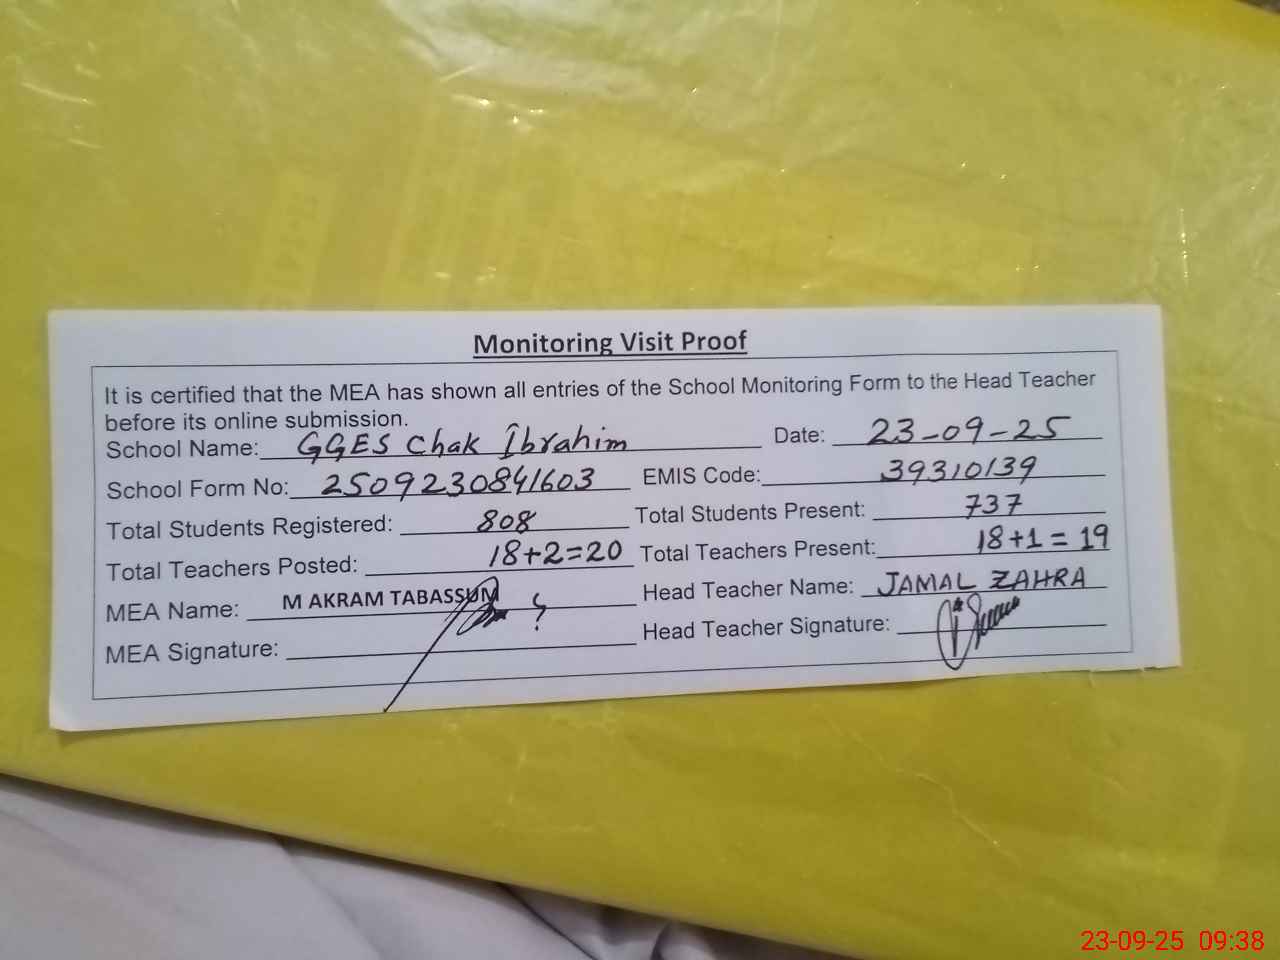 Monitoring Visit Proof
It is certified that the MEA has shown all entries of the School Monitoring Form to the Head Teacher
before its online submission.
School Name: GGES Chak Ibrahim Date: 23-09-25
School Form No: 2509230841603 EMIS Code: 39310139
Total Students Registered: 808 Total Students Present: 737
Total Teachers Posted: 18+2=20 Total Teachers Present: 18+1=19
MEA Name: M AKRAM TABASSUM Head Teacher Name: JAMAL ZAHRA
MEA Signature: Head Teacher Signature:
23-09-25 09:38